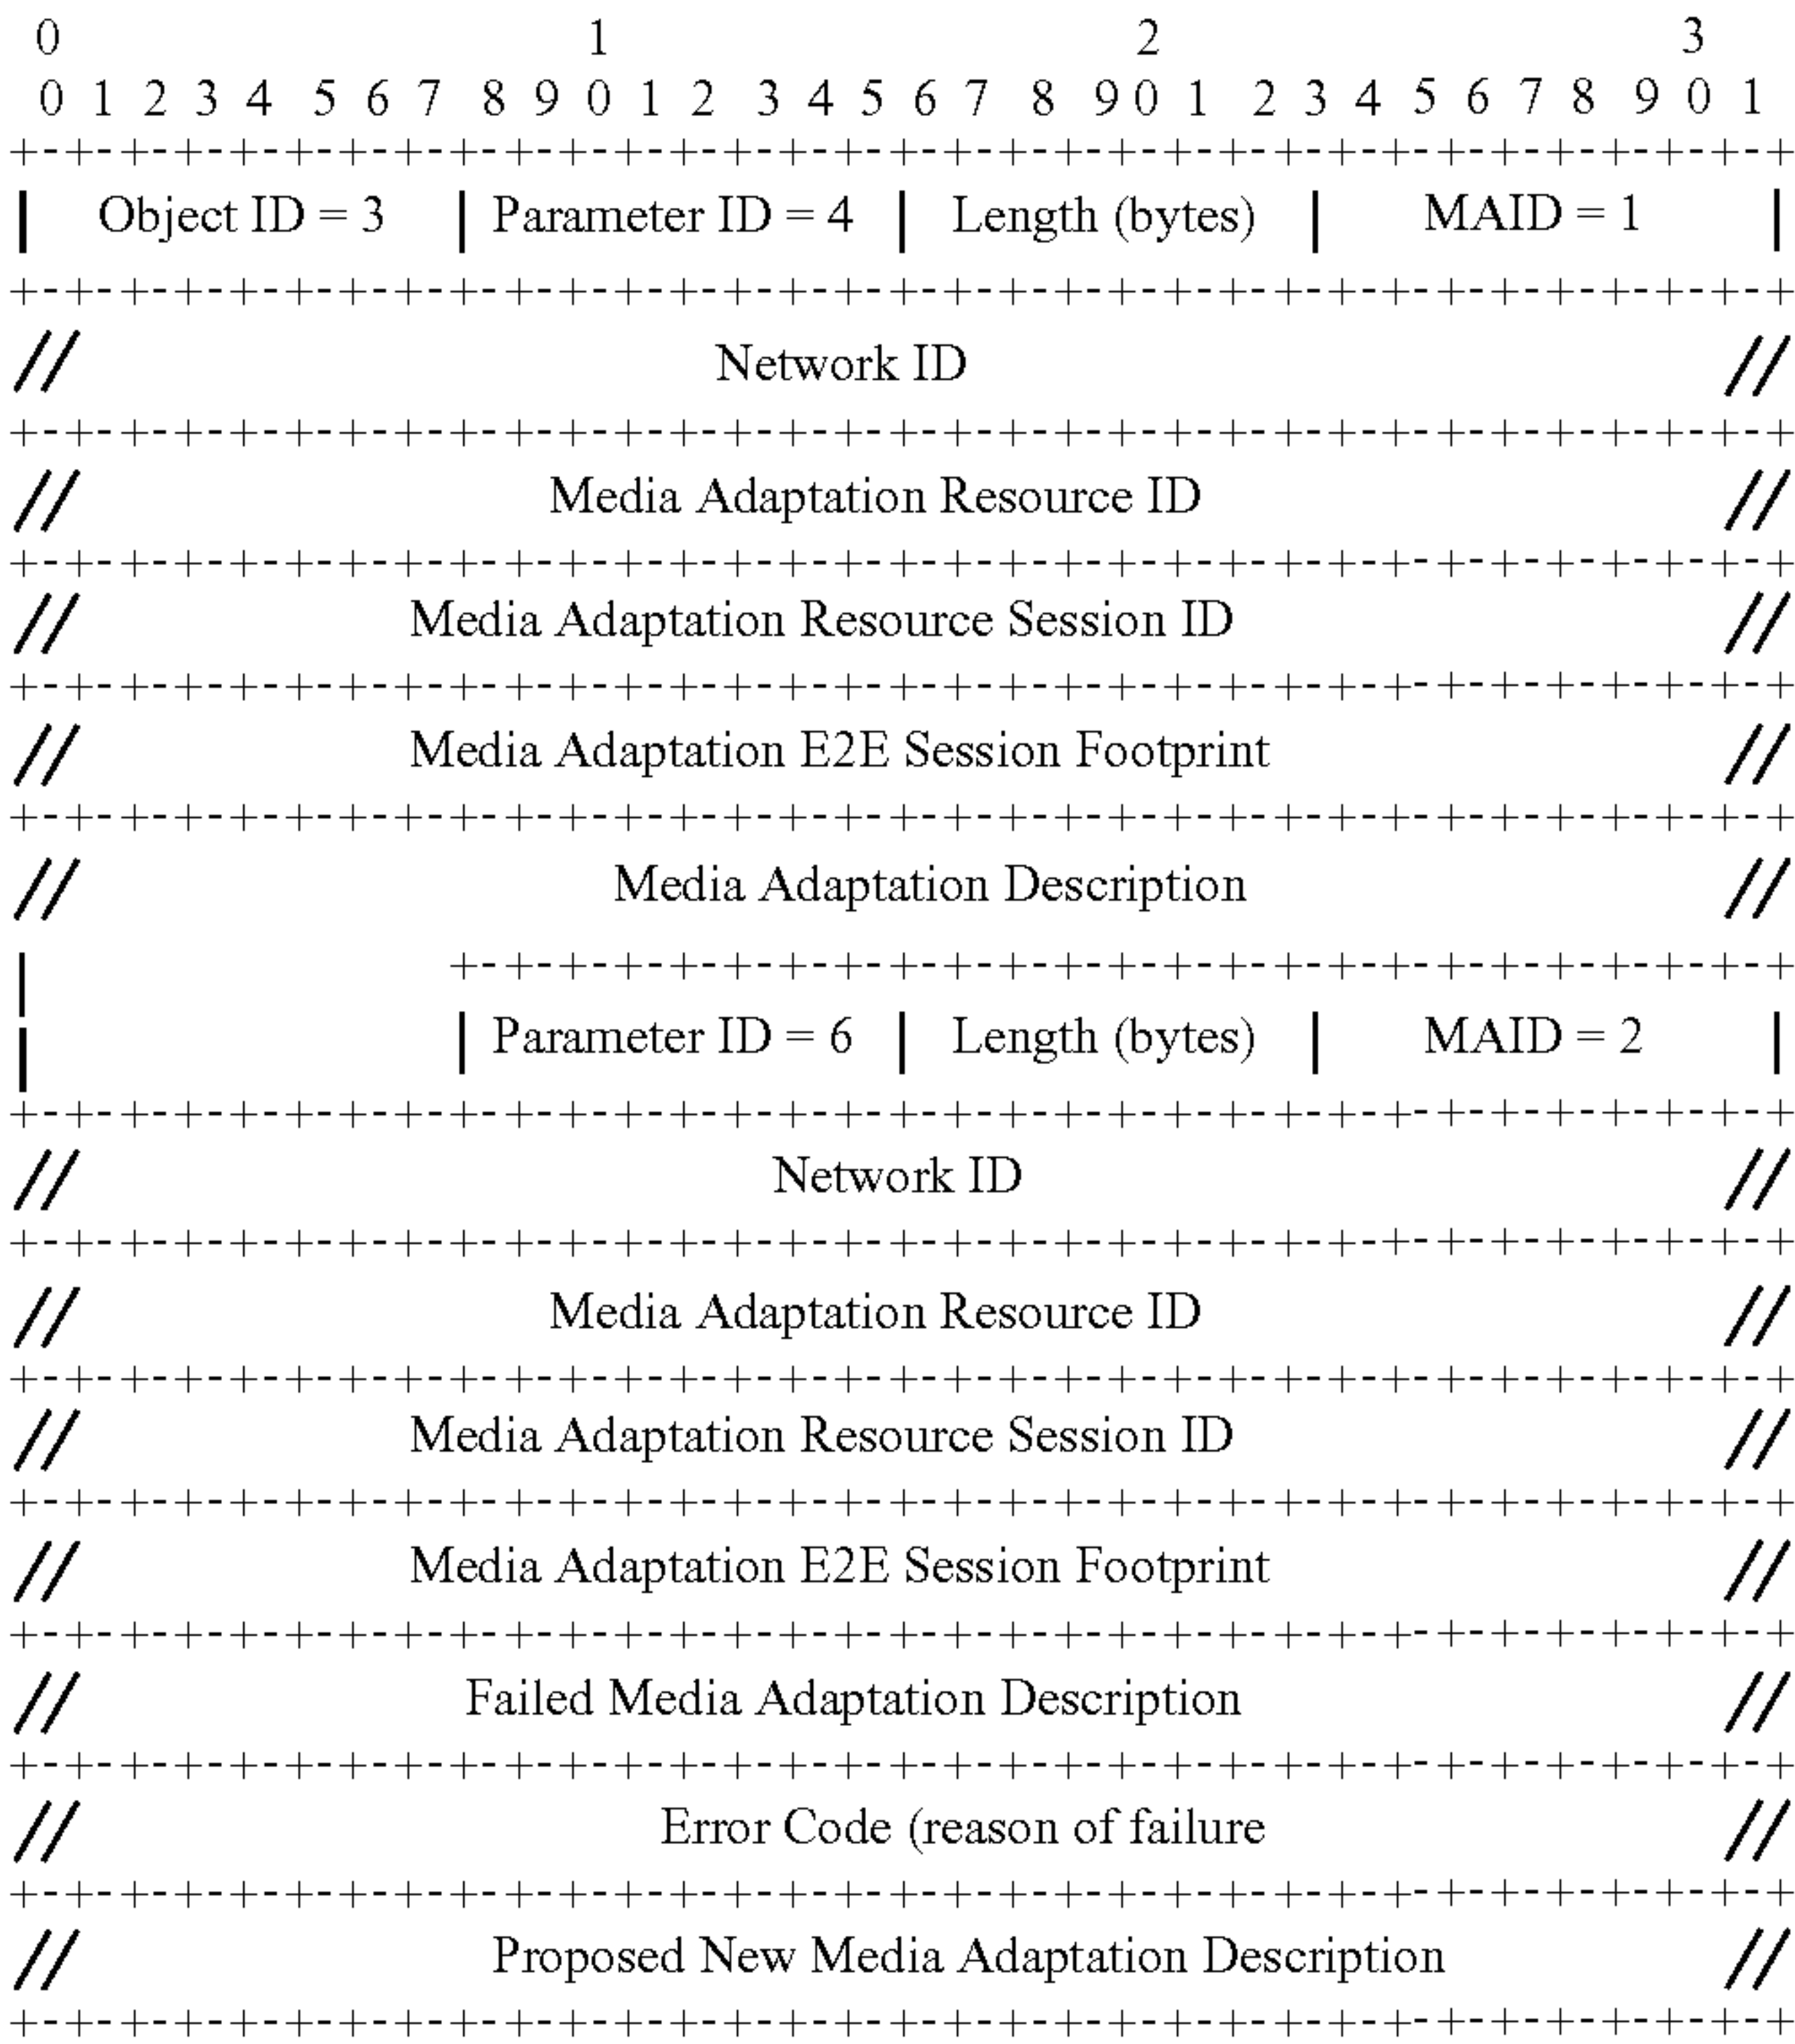 0 1 2 3
0 1 2 3 4 5 6 7 8 9 0 1 2 3 4 5 6 7 8 9 0 1 2 3 4 5 6 7 8 9 0 1
+-+-+-+-+-+-+-+-+-+-+-+-+-+-+-+-+-+-+-+-+-+-+-+-+-+-+-+-+-+-+-+-+
| Object ID = 3 | Parameter ID = 4 | Length (bytes) | MAID = 1 |
+-+-+-+-+-+-+-+-+-+-+-+-+-+-+-+-+-+-+-+-+-+-+-+-+-+-+-+-+-+-+-+-+
// Network ID //
+-+-+-+-+-+-+-+-+-+-+-+-+-+-+-+-+-+-+-+-+-+-+-+-+-+-+-+-+-+-+-+-+
// Media Adaptation Resource ID //
+-+-+-+-+-+-+-+-+-+-+-+-+-+-+-+-+-+-+-+-+-+-+-+-+-+-+-+-+-+-+-+-+
// Media Adaptation Resource Session ID //
+-+-+-+-+-+-+-+-+-+-+-+-+-+-+-+-+-+-+-+-+-+-+-+-+-+-+-+-+-+-+-+-+
// Media Adaptation E2E Session Footprint //
+-+-+-+-+-+-+-+-+-+-+-+-+-+-+-+-+-+-+-+-+-+-+-+-+-+-+-+-+-+-+-+-+
// Media Adaptation Description //
| +-+-+-+-+-+-+-+-+-+-+-+-+-+-+-+-+-+-+-+-+-+-+-+-+
| | Parameter ID = 6 | Length (bytes) | MAID = 2 |
+-+-+-+-+-+-+-+-+-+-+-+-+-+-+-+-+-+-+-+-+-+-+-+-+-+-+-+-+-+-+-+-+
// Network ID //
+-+-+-+-+-+-+-+-+-+-+-+-+-+-+-+-+-+-+-+-+-+-+-+-+-+-+-+-+-+-+-+-+
// Media Adaptation Resource ID //
+-+-+-+-+-+-+-+-+-+-+-+-+-+-+-+-+-+-+-+-+-+-+-+-+-+-+-+-+-+-+-+-+
// Media Adaptation Resource Session ID //
+-+-+-+-+-+-+-+-+-+-+-+-+-+-+-+-+-+-+-+-+-+-+-+-+-+-+-+-+-+-+-+-+
// Media Adaptation E2E Session Footprint //
+-+-+-+-+-+-+-+-+-+-+-+-+-+-+-+-+-+-+-+-+-+-+-+-+-+-+-+-+-+-+-+-+
// Failed Media Adaptation Description //
+-+-+-+-+-+-+-+-+-+-+-+-+-+-+-+-+-+-+-+-+-+-+-+-+-+-+-+-+-+-+-+-+
// Error Code (reason of failure //
+-+-+-+-+-+-+-+-+-+-+-+-+-+-+-+-+-+-+-+-+-+-+-+-+-+-+-+-+-+-+-+-+
// Proposed New Media Adaptation Description //
+-+-+-+-+-+-+-+-+-+-+-+-+-+-+-+-+-+-+-+-+-+-+-+-+-+-+-+-+-+-+-+-+